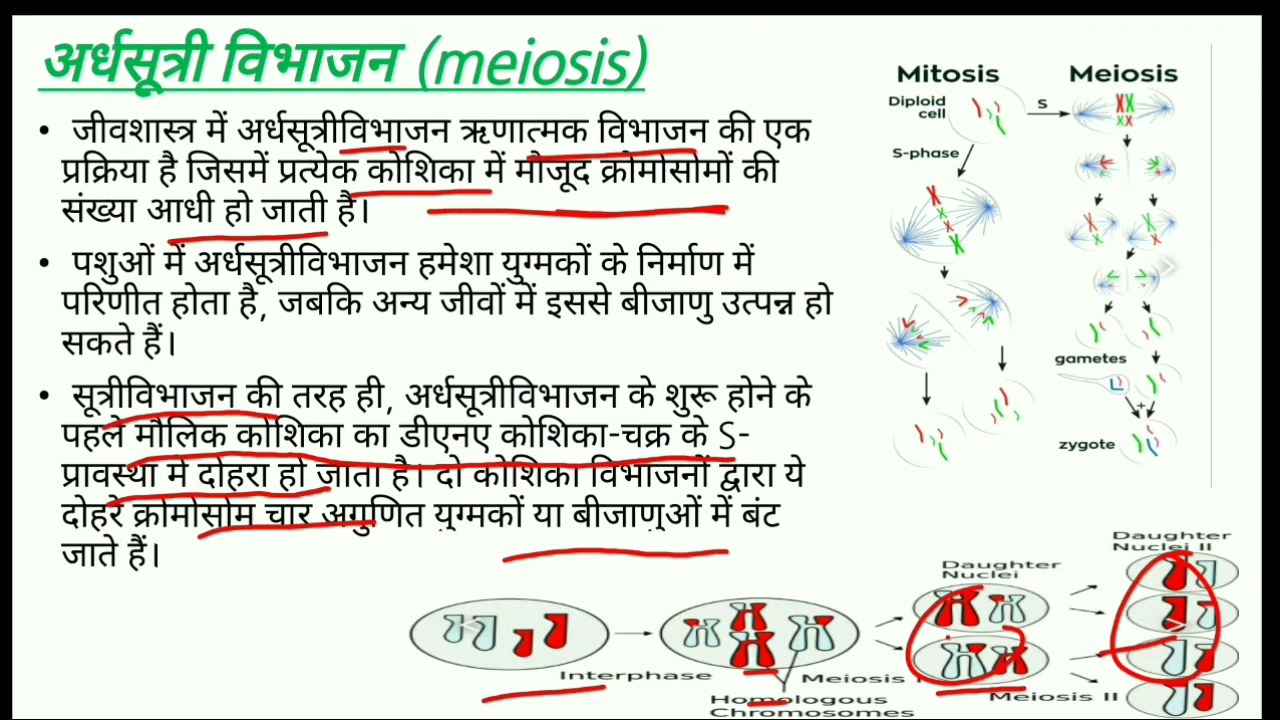 अर्धसूत्री विभाजन (meiosis)
• जीवशास्त्र में अर्धसूत्रीविभाजन ऋणात्मक विभाजन की एक
प्रक्रिया है जिसमें प्रत्येक कोशिका में मौजूद क्रोमोसोमों की
संख्या आधी हो जाती है।
• पशुओं में अर्धसूत्रीविभाजन हमेशा युग्मकों के निर्माण में
परिणीत होता है, जबकि अन्य जीवों में इससे बीजाणु उत्पन्न हो
सकते हैं।
• सूत्रीविभाजन की तरह ही, अर्धसूत्रीविभाजन के शुरू होने के
पहले मौलिक कोशिका का डीएनए कोशिका-चक्र के S-
प्रावस्था में दोहरा हो जाता है। दो कोशिका विभाजनों द्वारा ये
दोहरे क्रोमोसोम चार अगुणित युग्मकों या बीजाणुओं में बंट
जाते हैं।
Mitosis
Meiosis
Diploid
cell
S
S-phase
gametes
+
zygote
Daughter
Nuclei II
Daughter
Nuclei
Interphase
Meiosis I
Homologous
Chromosomes
Meiosis II